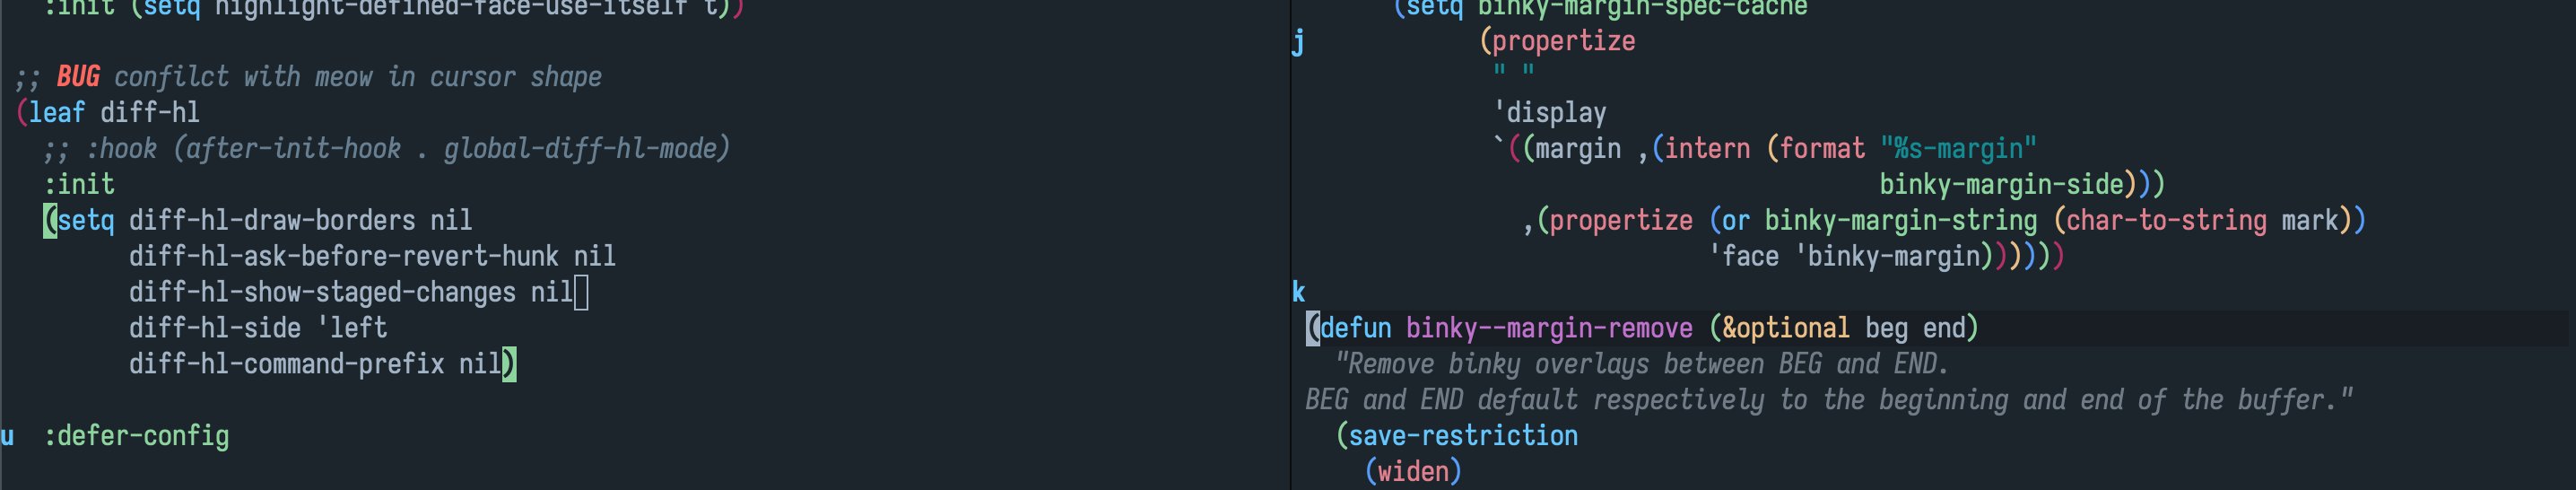 :init (setq highlight-defined-face-use-itself t))
;; BUG confilct with meow in cursor shape
(leaf diff-hl
;; :hook (after-init-hook . global-diff-hl-mode)
:init
(setq diff-hl-draw-borders nil
diff-hl-ask-before-revert-hunk nil
diff-hl-show-staged-changes nil
diff-hl-side 'left
diff-hl-command-prefix nil)
u :defer-config
(setq binky-margin-spec-cache
j (propertize
" "
'display
`((margin ,(intern (format "%s-margin"
binky-margin-side)))
,(propertize (or binky-margin-string (char-to-string mark))
'face 'binky-margin))))))
k
(defun binky--margin-remove (&optional beg end)
"Remove binky overlays between BEG and END.
BEG and END default respectively to the beginning and end of the buffer."
(save-restriction
(widen)